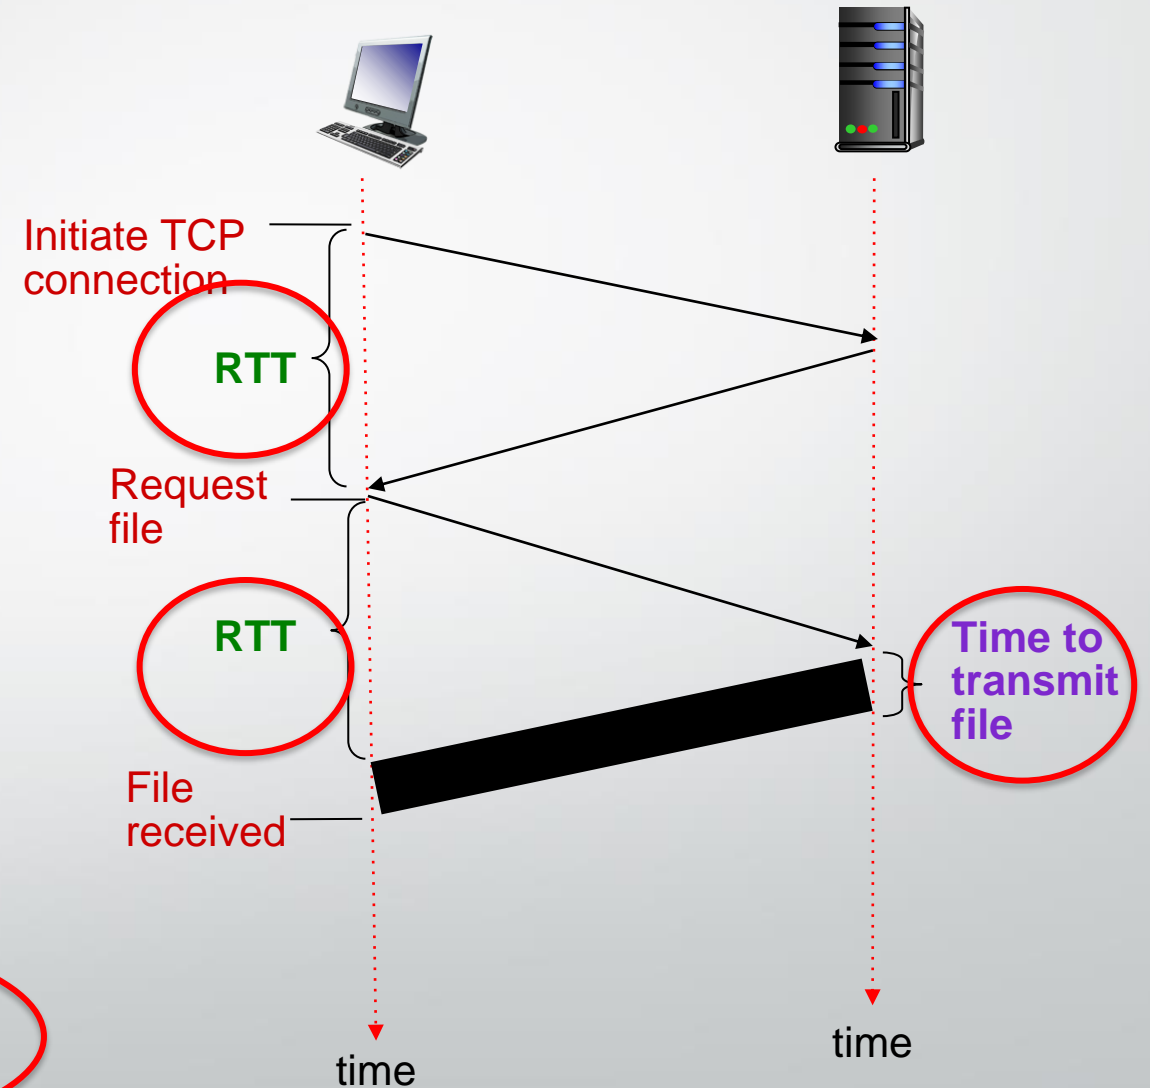 Initiate TCP
connection
RTT
Request
file
RTT
Time to
transmit
file
File
received
time
time